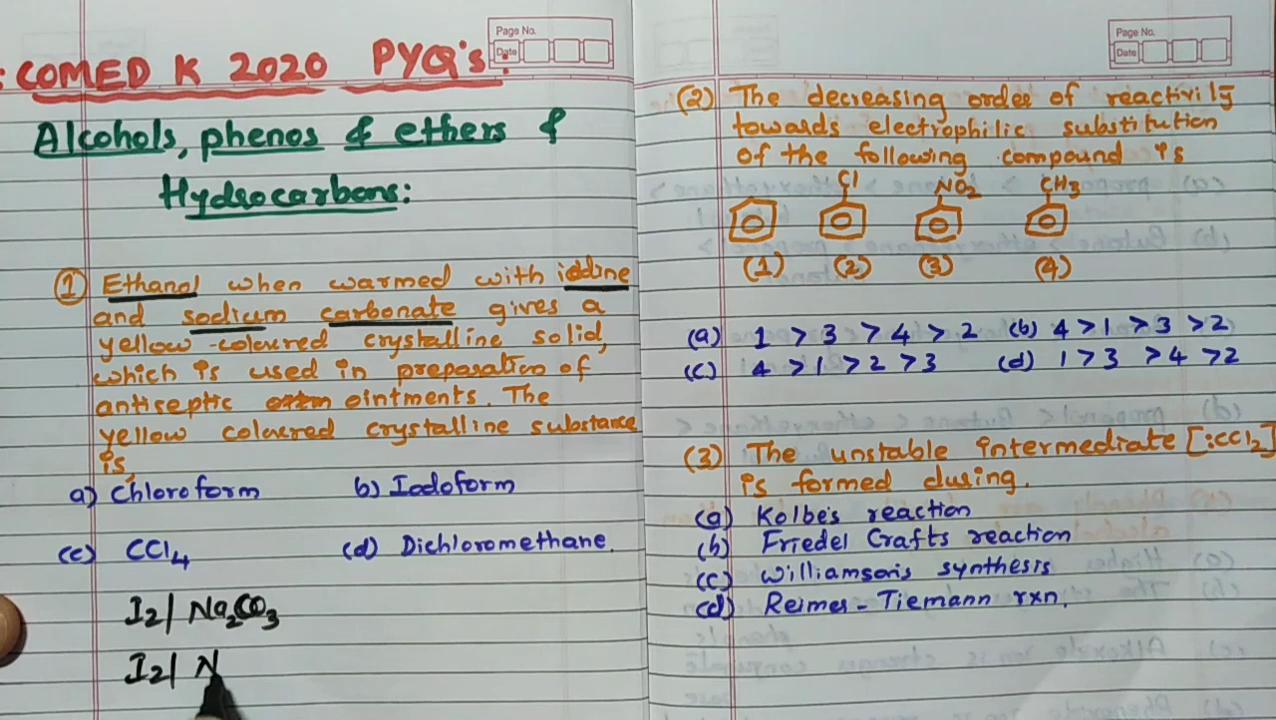 Page No.
Date
: COMED K 2020 PYQ's:
Alcohols, phenos & ethers &
Hydrocarbons:
(1) Ethanol when warmed with iodine
and sodium carbonate gives a
yellow-coloured crystalline solid,
which is used in preparation of
antiseptic ointments. The
yellow coloured crystalline substance
is,
a) Chloroform b) Iodoform
(c) CCl4 (d) Dichloromethane.
I2| Na2CO3
I2| N
Page No.
Date
(2) The decreasing order of reactivity
towards electrophilic substitution
of the following compound is
Cl NO2 CH3
(1) (2) (3) (4)
(a) 1 > 3 > 4 > 2 (b) 4 > 1 > 3 > 2
(c) 4 > 1 > 2 > 3 (d) 1 > 3 > 4 > 2
(3) The unstable intermediate [:CCl2]
is formed during.
(a) Kolbe's reaction
(b) Friedel Crafts reaction
(c) Williamson's synthesis
(d) Reimer-Tiemann rxn.